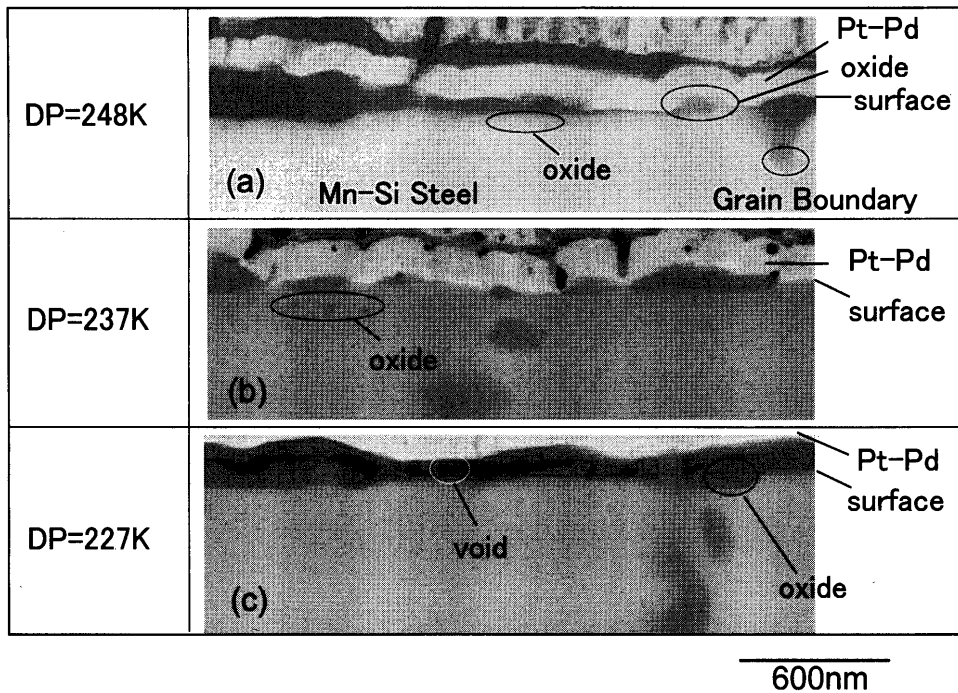 DP=248K
Pt-Pd
oxide
surface
oxide
(a)
Mn-Si Steel
Grain Boundary
DP=237K
Pt-Pd
surface
oxide
(b)
DP=227K
Pt-Pd
surface
void
oxide
(c)
600nm